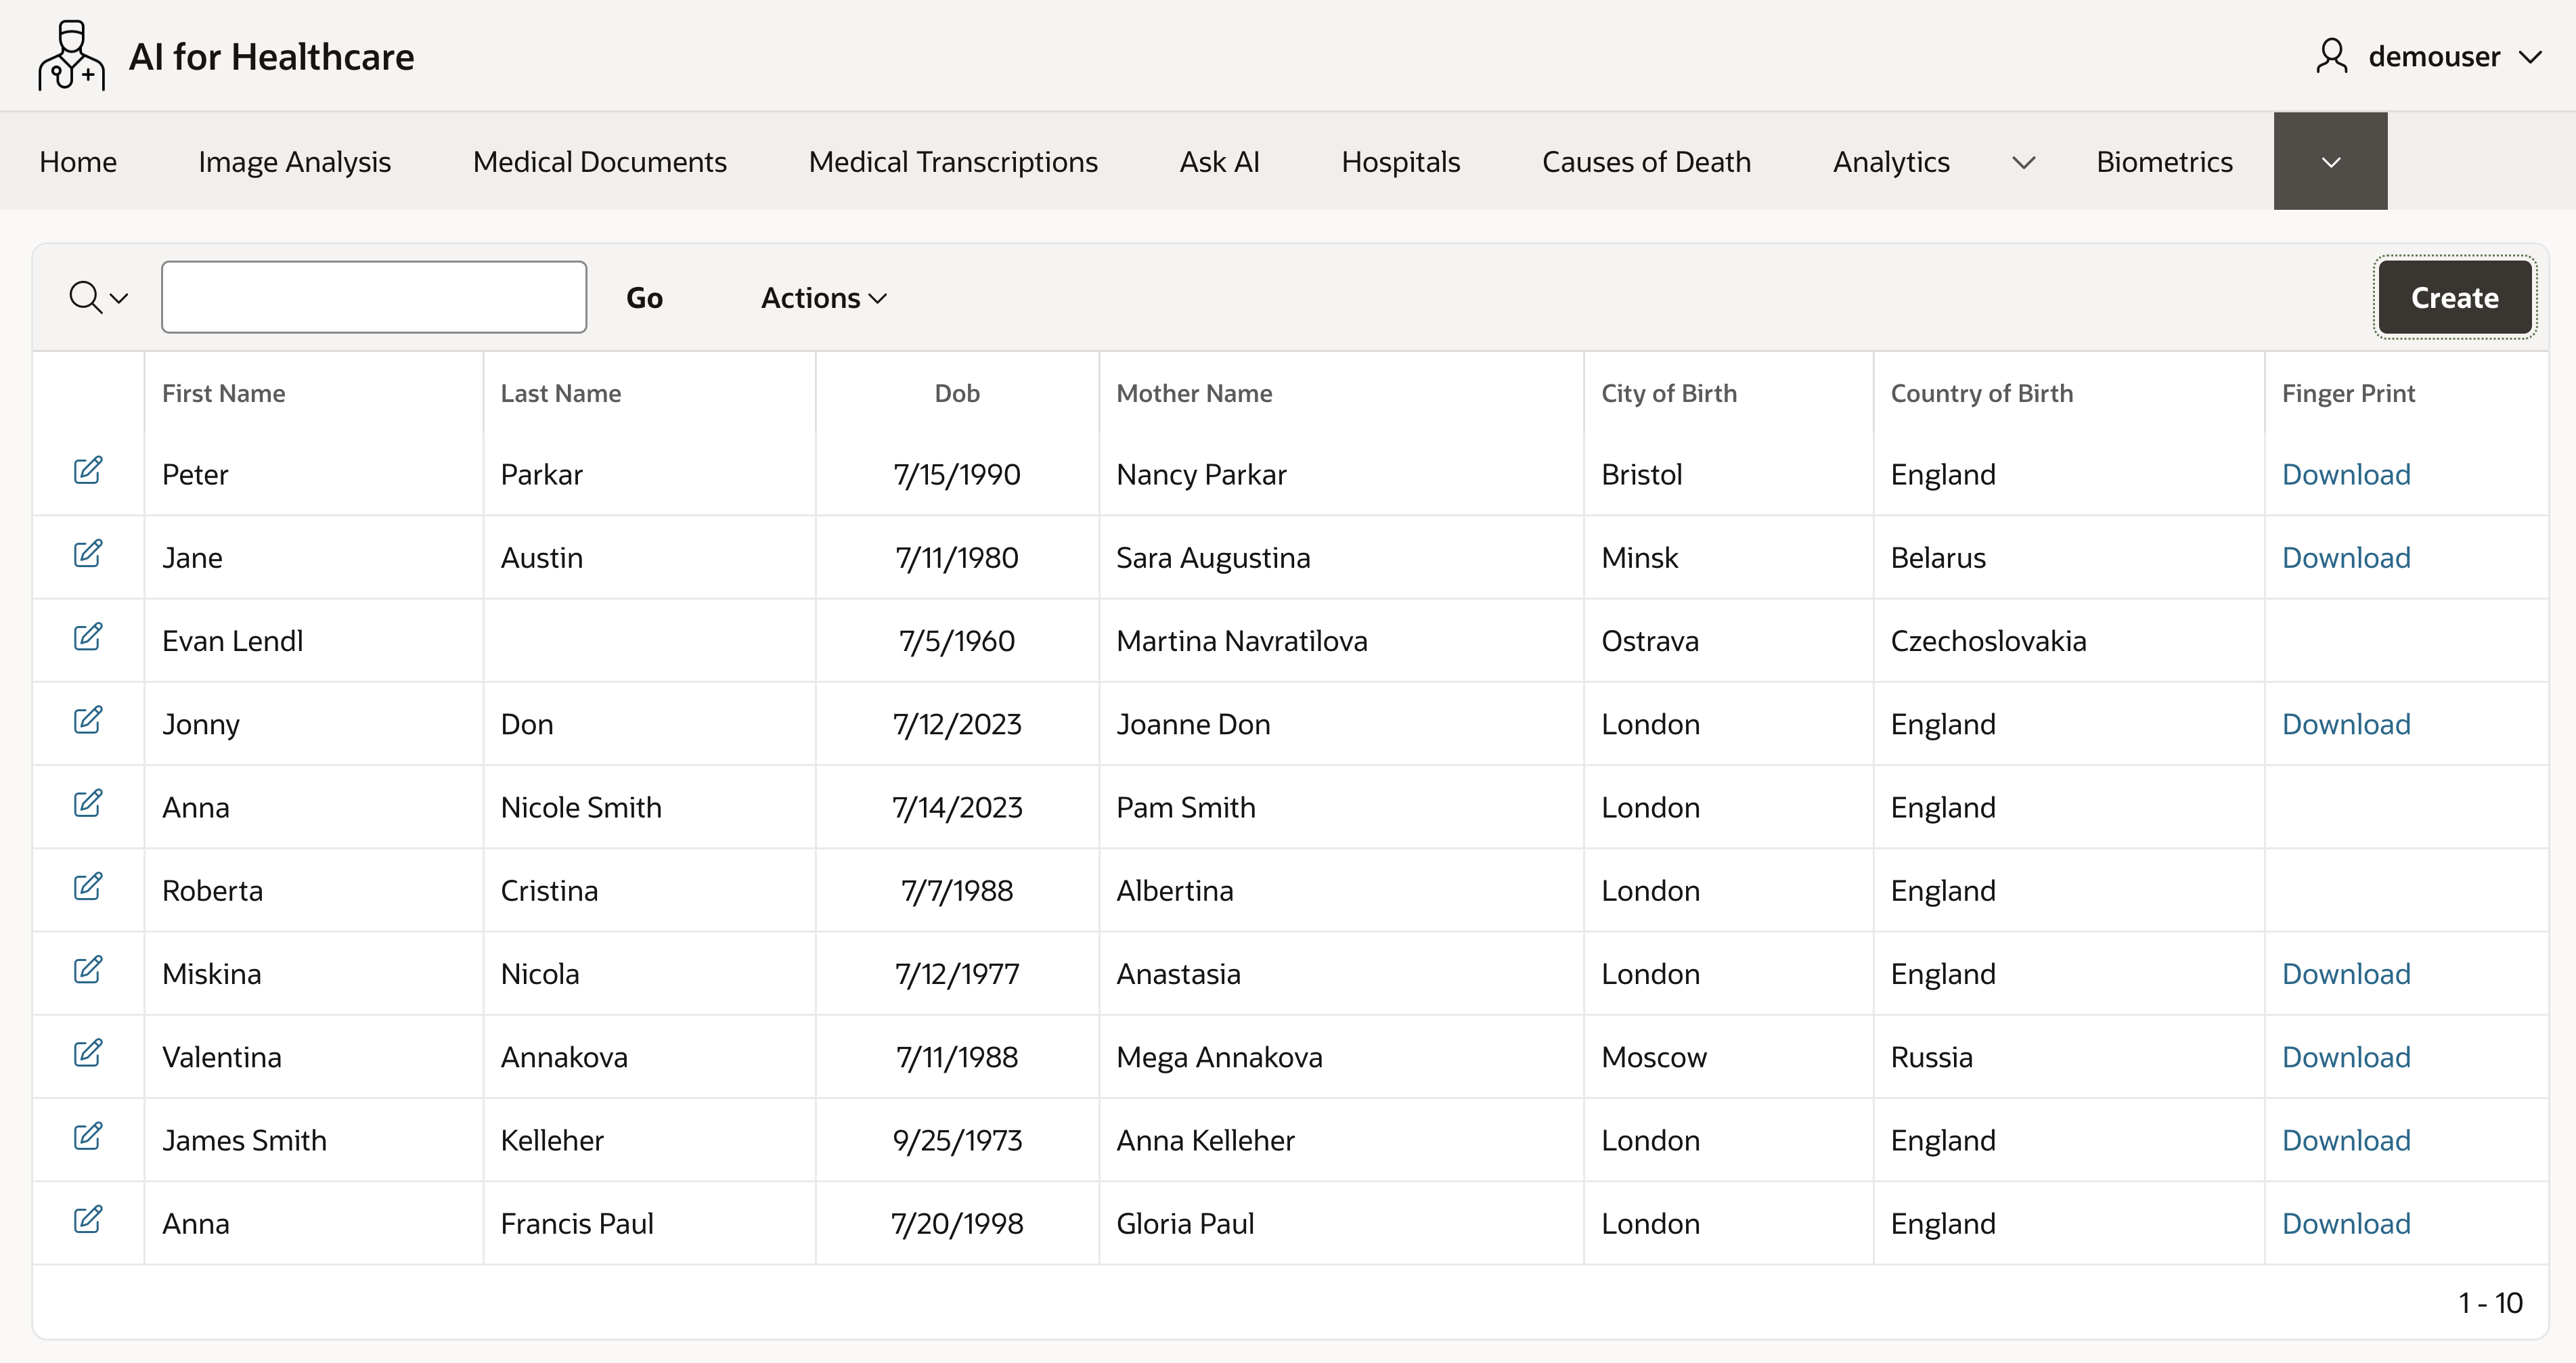 AI for Healthcare
demouser
Home Image Analysis Medical Documents Medical Transcriptions Ask AI Hospitals Causes of Death Analytics Biometrics
Go Actions Create
First Name Last Name Dob Mother Name City of Birth Country of Birth Finger Print
Peter Parkar 7/15/1990 Nancy Parkar Bristol England Download
Jane Austin 7/11/1980 Sara Augustina Minsk Belarus Download
Evan Lendl 7/5/1960 Martina Navratilova Ostrava Czechoslovakia
Jonny Don 7/12/2023 Joanne Don London England Download
Anna Nicole Smith 7/14/2023 Pam Smith London England
Roberta Cristina 7/7/1988 Albertina London England
Miskina Nicola 7/12/1977 Anastasia London England Download
Valentina Annakova 7/11/1988 Mega Annakova Moscow Russia Download
James Smith Kelleher 9/25/1973 Anna Kelleher London England Download
Anna Francis Paul 7/20/1998 Gloria Paul London England Download
1 - 10